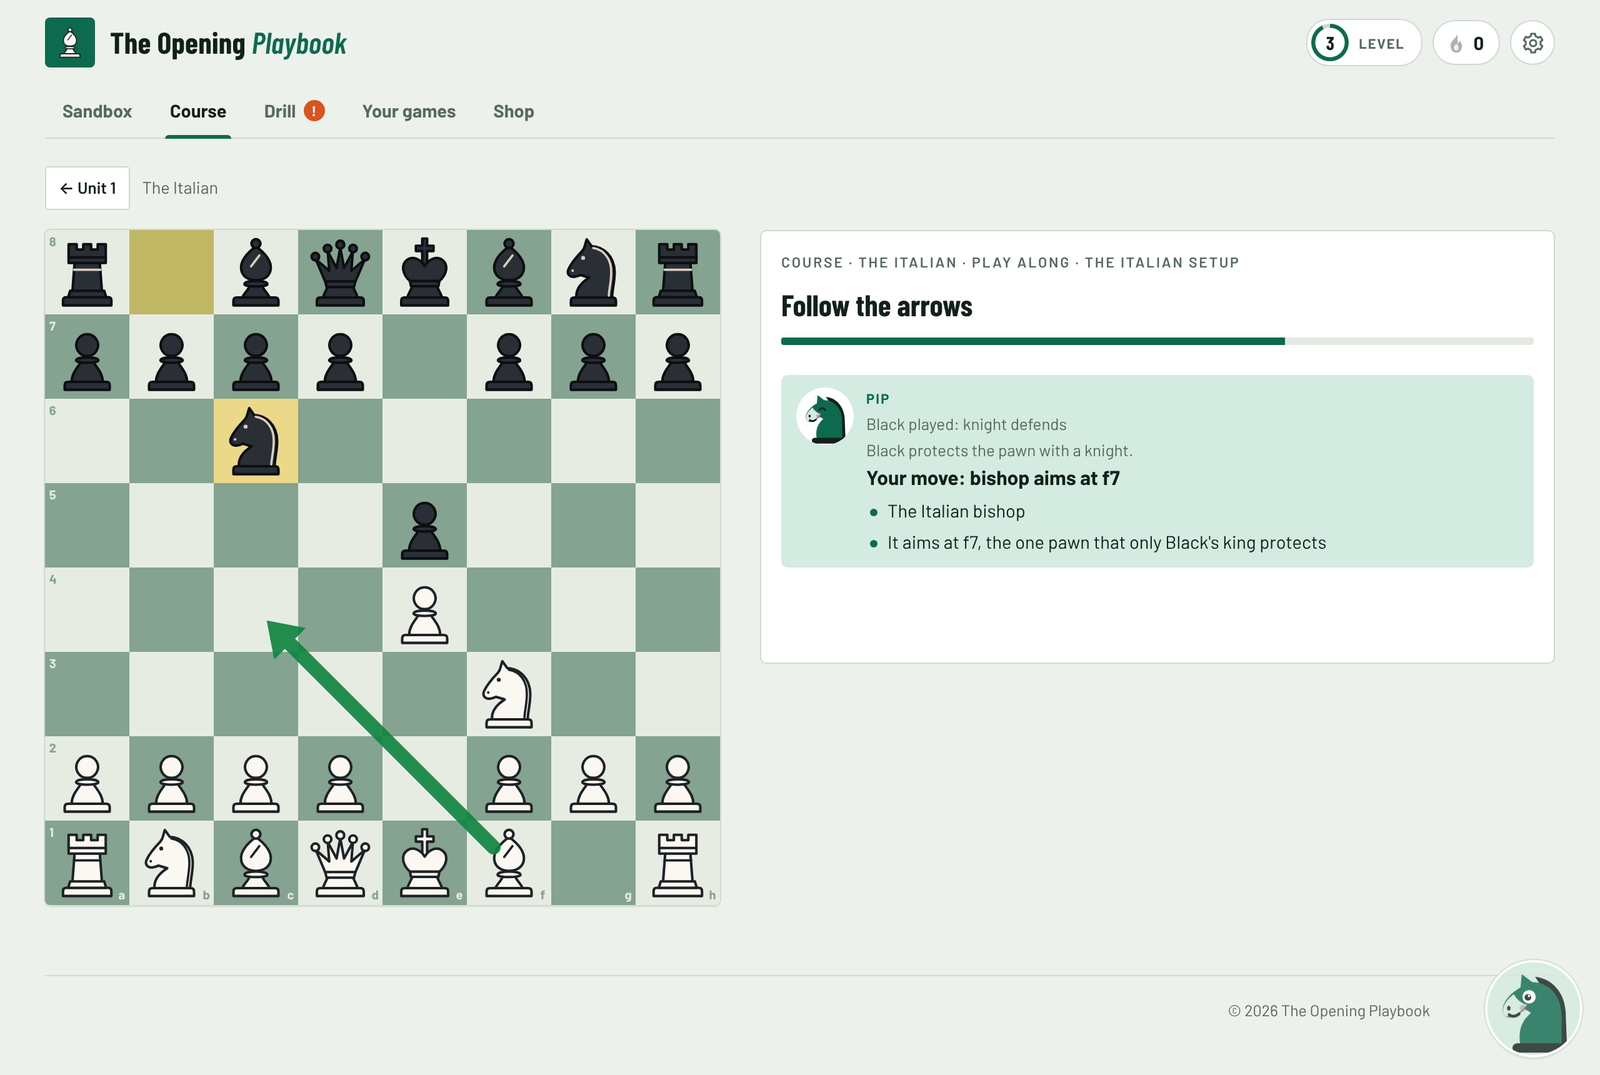 The Opening Playbook
3 LEVEL
0
Sandbox
Course
Drill !
Your games
Shop
← Unit 1
The Italian
8
7
6
5
4
3
2
1
a b c d e f g h
COURSE · THE ITALIAN · PLAY ALONG · THE ITALIAN SETUP
Follow the arrows
PIP
Black played: knight defends
Black protects the pawn with a knight.
Your move: bishop aims at f7
The Italian bishop
It aims at f7, the one pawn that only Black's king protects
© 2026 The Opening Playbook